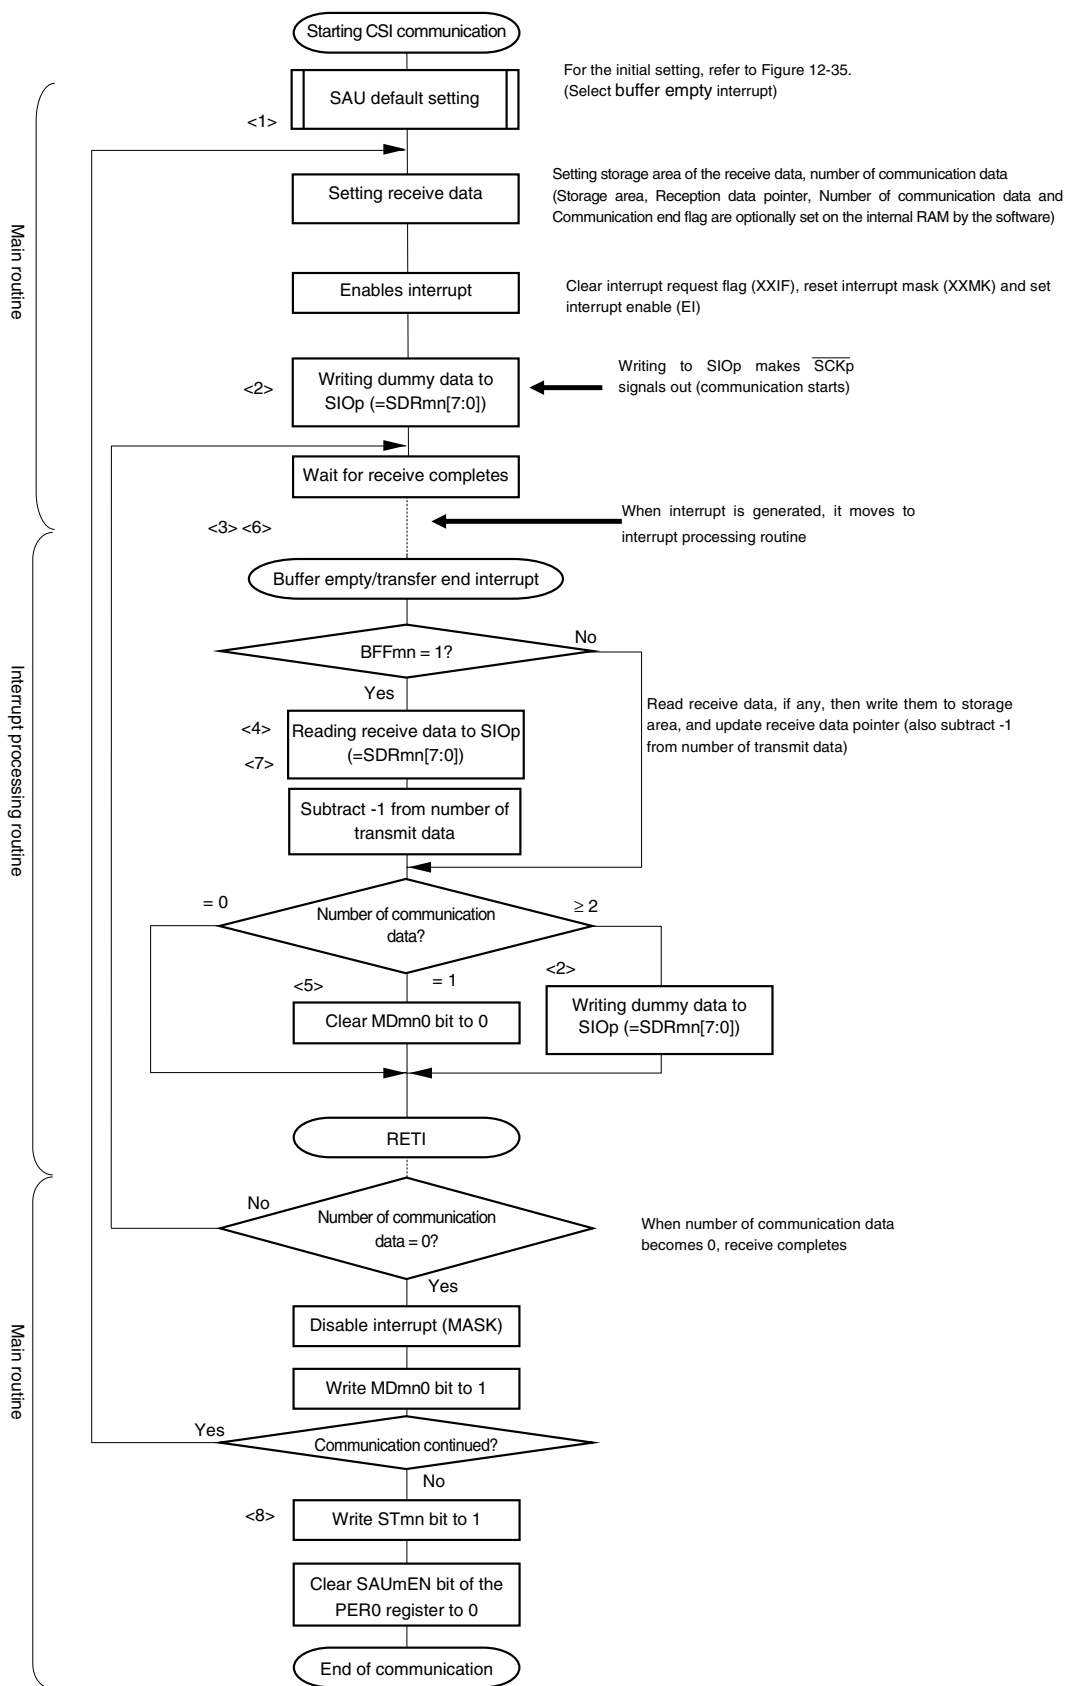 Starting CSI communication
For the initial setting, refer to Figure 12-35.
(Select buffer empty interrupt)
SAU default setting
<1>
Setting receive data
Setting storage area of the receive data, number of communication data
(Storage area, Reception data pointer, Number of communication data and
Communication end flag are optionally set on the internal RAM by the software)
Main routine
Enables interrupt
Clear interrupt request flag (XXIF), reset interrupt mask (XXMK) and set
interrupt enable (EI)
<2>
Writing dummy data to
SIOp (=SDRmn[7:0])
Writing to SIOp makes SCKp
signals out (communication starts)
Wait for receive completes
<3> <6>
When interrupt is generated, it moves to
interrupt processing routine
Buffer empty/transfer end interrupt
BFFmn = 1?
No
Yes
Interrupt processing routine
<4>
<7>
Reading receive data to SIOp
(=SDRmn[7:0])
Read receive data, if any, then write them to storage
area, and update receive data pointer (also subtract -1
from number of transmit data)
Subtract -1 from number of
transmit data
= 0
Number of communication
data?
≥ 2
= 1
<5>
Clear MDmn0 bit to 0
<2>
Writing dummy data to
SIOp (=SDRmn[7:0])
RETI
No
Number of communication
data = 0?
When number of communication data
becomes 0, receive completes
Yes
Main routine
Disable interrupt (MASK)
Write MDmn0 bit to 1
Yes
Communication continued?
No
<8>
Write STmn bit to 1
Clear SAUmEN bit of the
PER0 register to 0
End of communication